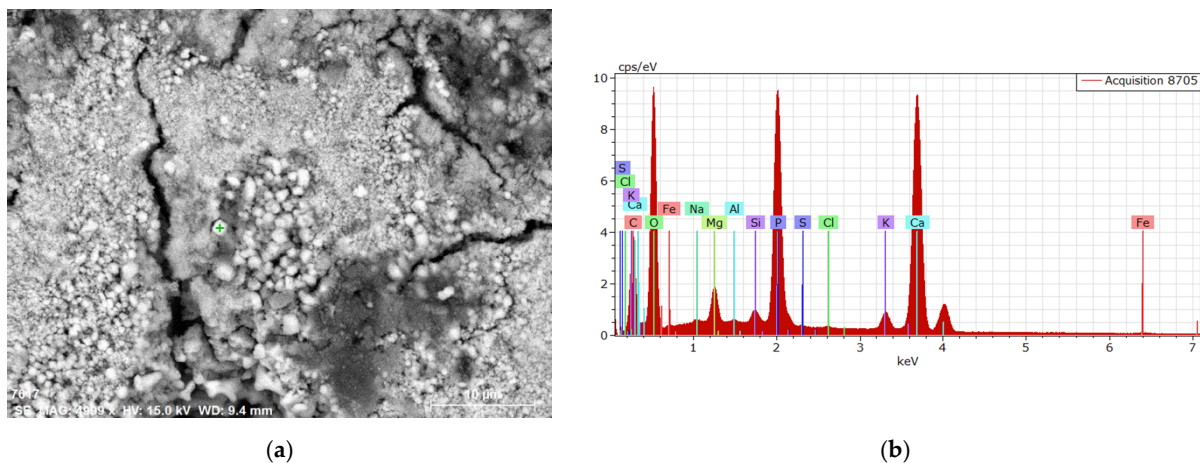 7617
SE MAG: 4999 x HV: 15.0 kV WD: 9.4 mm
10 µm
(a)
cps/eV
Acquisition 8705
10
8
6
4
2
0
S
Cl
K
Ca
C
O
Fe
Na
Mg
Al
Si
P
S
Cl
K
Ca
Fe
1 2 3 4 5 6 7
keV
(b)